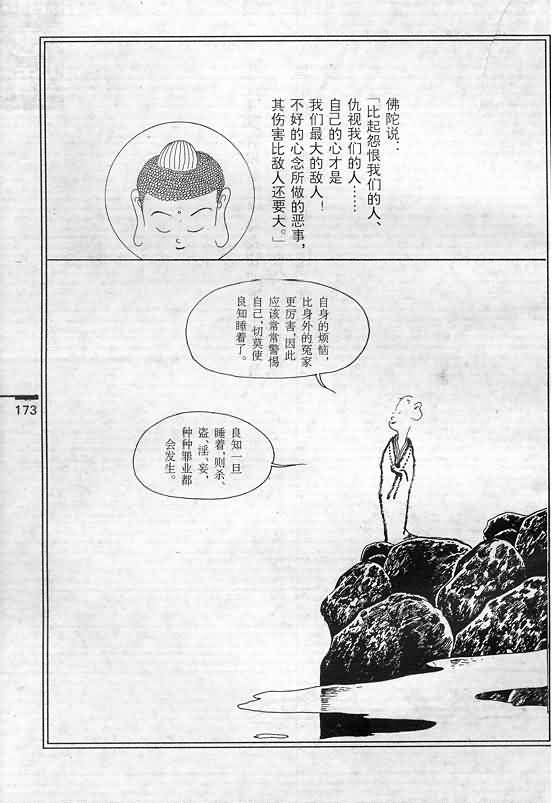 佛陀说：
「比起怨恨我们的人、
仇视我们的人……
自己的心才是
我们最大的敌人！
不好的心念所做的恶事，
其伤害比敌人还要大。」
自身的烦恼，
比身外的冤家
更厉害，因此
应该常常警惕
自己，切莫使
良知睡着了。
良知一旦
睡着，则杀、
盗、淫、妄，
种种罪业都
会发生。
173